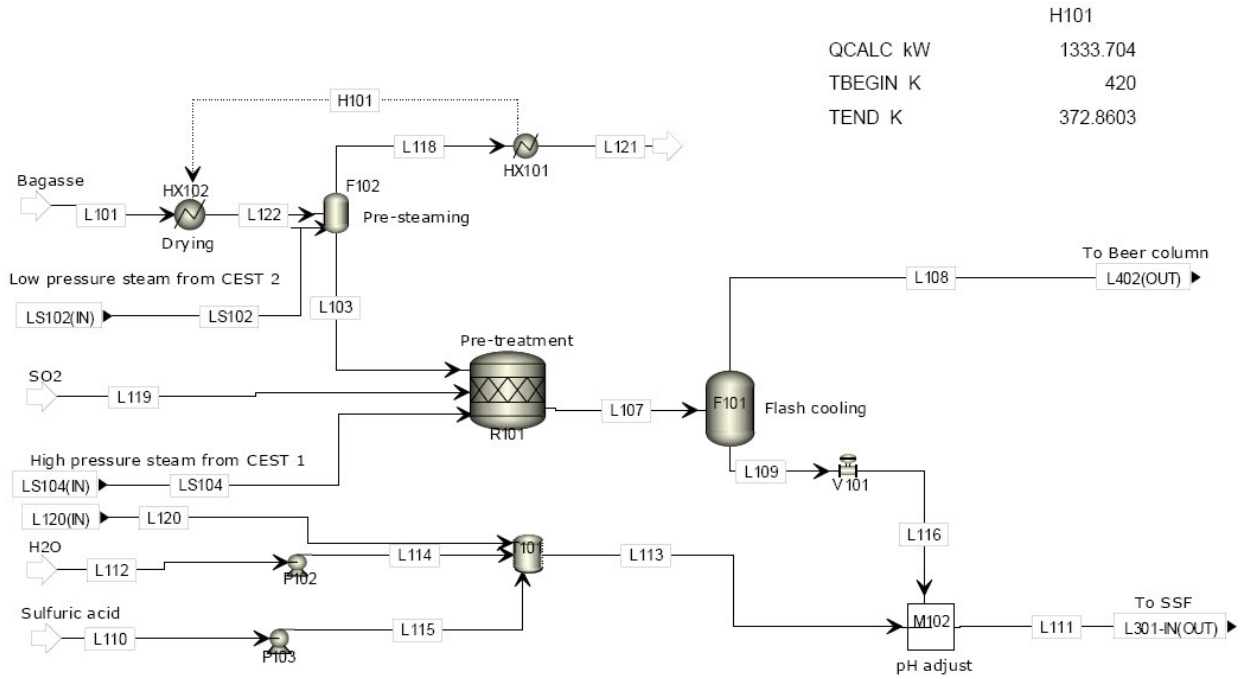 H101
QCALC kW 1333.704
TBEGIN K 420
TEND K 372.8603
H101
L118
L121
HX101
Bagasse
HX102
F102
L101
L122
Pre-steaming
Drying
Low pressure steam from CEST 2
LS102(IN)
LS102
L103
To Beer column
L108
L402(OUT)
Pre-treatment
SO2
L119
R101
L107
F101
Flash cooling
High pressure steam from CEST 1
LS104(IN)
LS104
L109
V101
L120(IN)
L120
H2O
L112
P102
L114
101
L113
L116
Sulfuric acid
L110
P103
L115
To SSF
M102
L111
L301-IN(OUT)
pH adjust